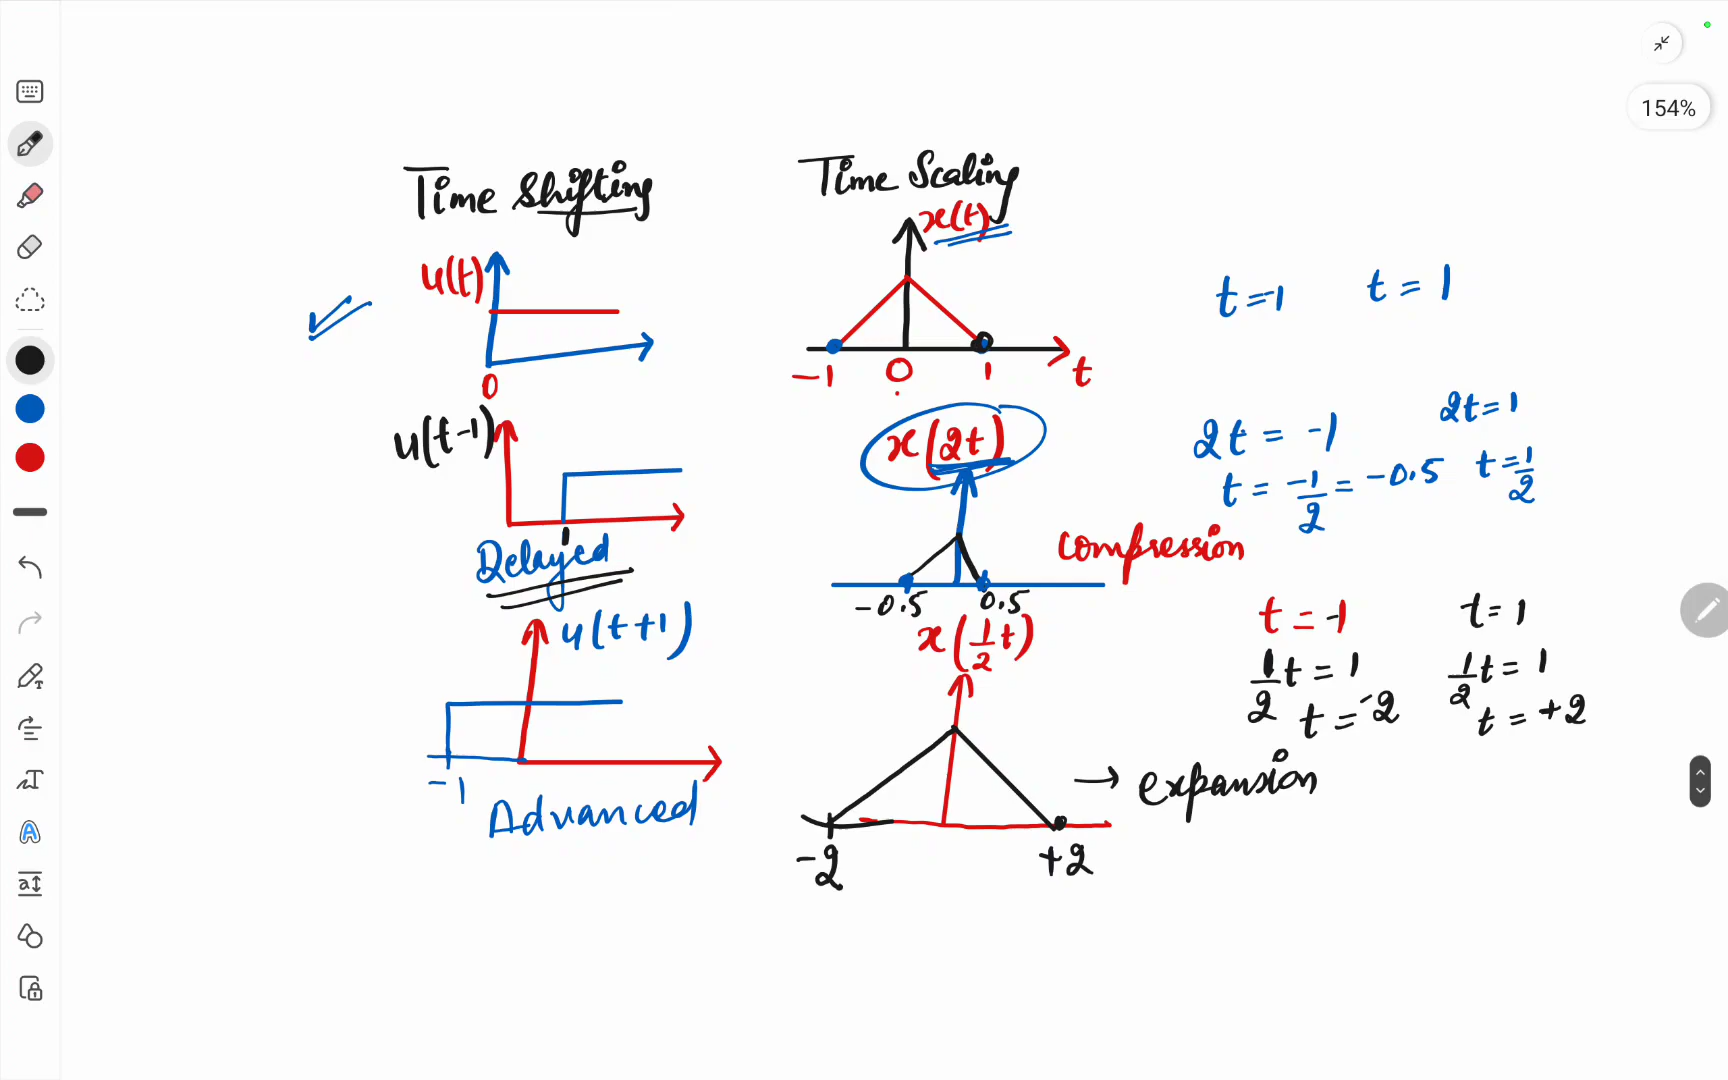 154%
Time Shifting
u(t)
0
u(t-1)
1
Delayed
u(t+1)
-1
Advanced
Time Scaling
x(t)
-1 0 1 t
x(2t)
compression
-0.5 0.5
x(1/2 t)
→ expansion
-2 +2
t=-1 t = 1
2t = -1 2t = 1
t = -1/2 = -0.5 t = 1/2
t = -1 t = 1
1/2 t = 1 1/2 t = 1
t = -2 t = +2